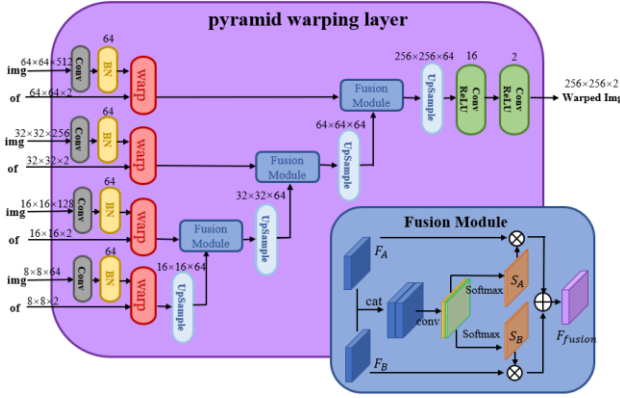 pyramid warping layer
64×64×512
img
Conv
64
BN
warp
of
64×64×2
Fusion
Module
256×256×64
UpSample
16
Conv
ReLU
2
Conv
ReLU
256×256×2
Warped Img
32×32×256
img
Conv
64
BN
warp
of
32×32×2
Fusion
Module
64×64×64
UpSample
16×16×128
img
Conv
64
BN
warp
of
16×16×2
Fusion
Module
32×32×64
UpSample
8×8×64
img
Conv
64
BN
warp
of
8×8×2
16×16×64
UpSample
Fusion Module
F_A
cat
conv
Softmax
S_A
Softmax
S_B
F_B
F_fusion